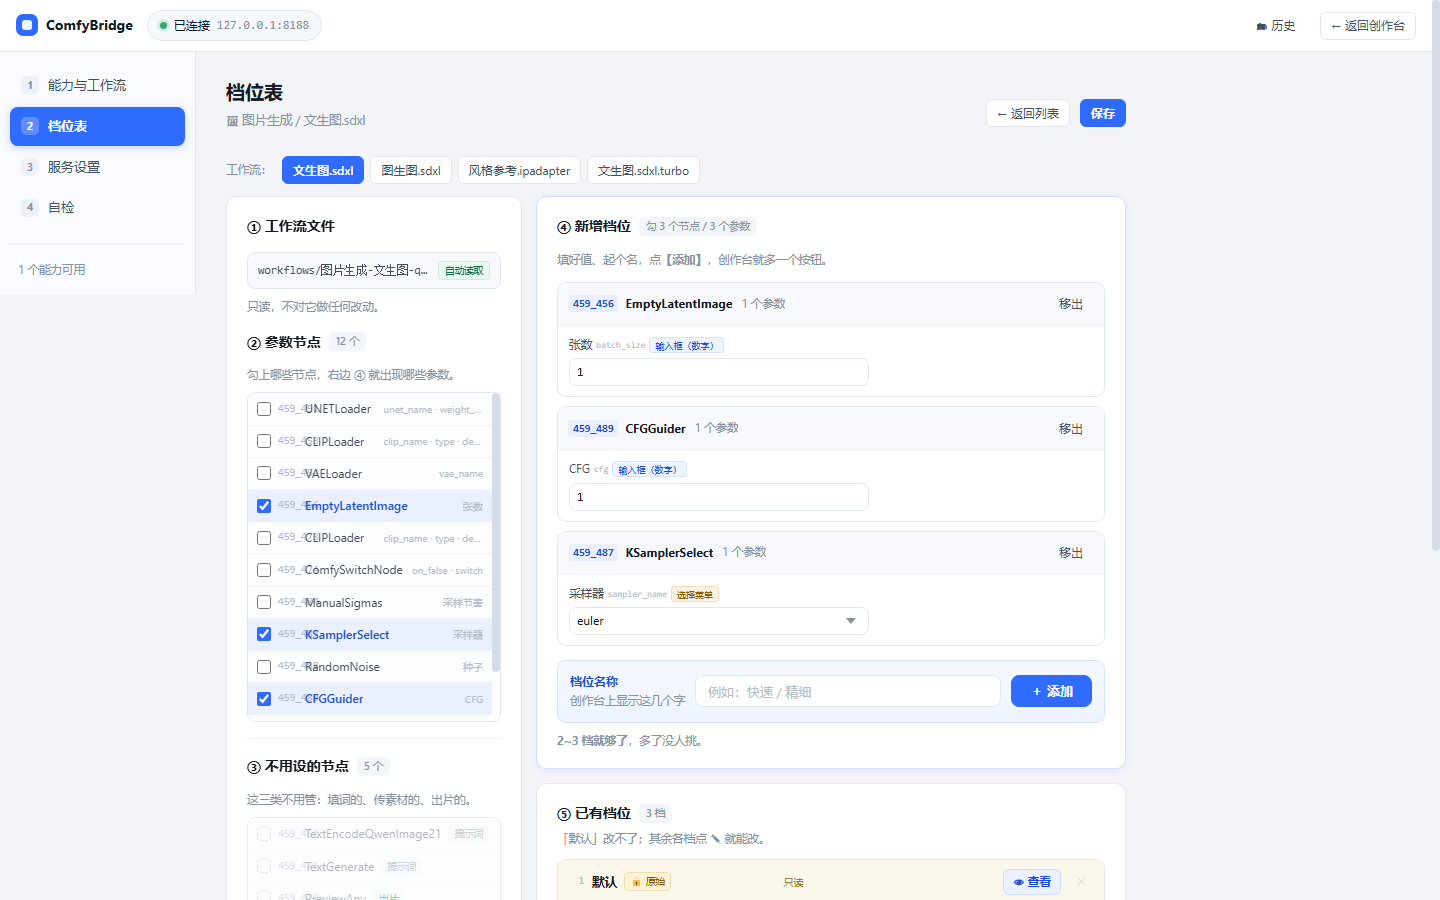 ComfyBridge
已连接 127.0.0.1:8188
历史
← 返回创作台
1 能力与工作流
2 档位表
3 服务设置
4 自检
1 个能力可用
档位表
图片生成 / 文生图.sdxl
← 返回列表
保存
工作流:
文生图.sdxl
图生图.sdxl
风格参考.ipadapter
文生图.sdxl.turbo
① 工作流文件
workflows/图片生成-文生图-q… 自动读取
只读，不对它做任何改动。
② 参数节点 12 个
勾上哪些节点，右边 ④ 就出现哪些参数。
UNETLoader unet_name · weight_…
CLIPLoader clip_name · type · de…
VAELoader vae_name
EmptyLatentImage 张数
CLIPLoader clip_name · type · de…
ComfySwitchNode on_false · switch
ManualSigmas 采样节奏
KSamplerSelect 采样器
RandomNoise 种子
CFGGuider CFG
③ 不用设的节点 5 个
这三类不用管：填词的、传素材的、出片的。
TextEncodeQwenImage21 提示词
TextGenerate 提示词
PreviewAny 出片
④ 新增档位 勾 3 个节点 / 3 个参数
填好值、起个名，点【添加】，创作台就多一个按钮。
459_456 EmptyLatentImage 1 个参数 移出
张数 batch_size 输入框（数字）
1
459_489 CFGGuider 1 个参数 移出
CFG cfg 输入框（数字）
1
459_487 KSamplerSelect 1 个参数 移出
采样器 sampler_name 选择菜单
euler
档位名称
创作台上显示这几个字
例如：快速 / 精细
+ 添加
2~3 档就够了，多了没人挑。
⑤ 已有档位 3 档
「默认」改不了；其余各档点 ✎ 就能改。
1 默认 原始 只读 查看 ×